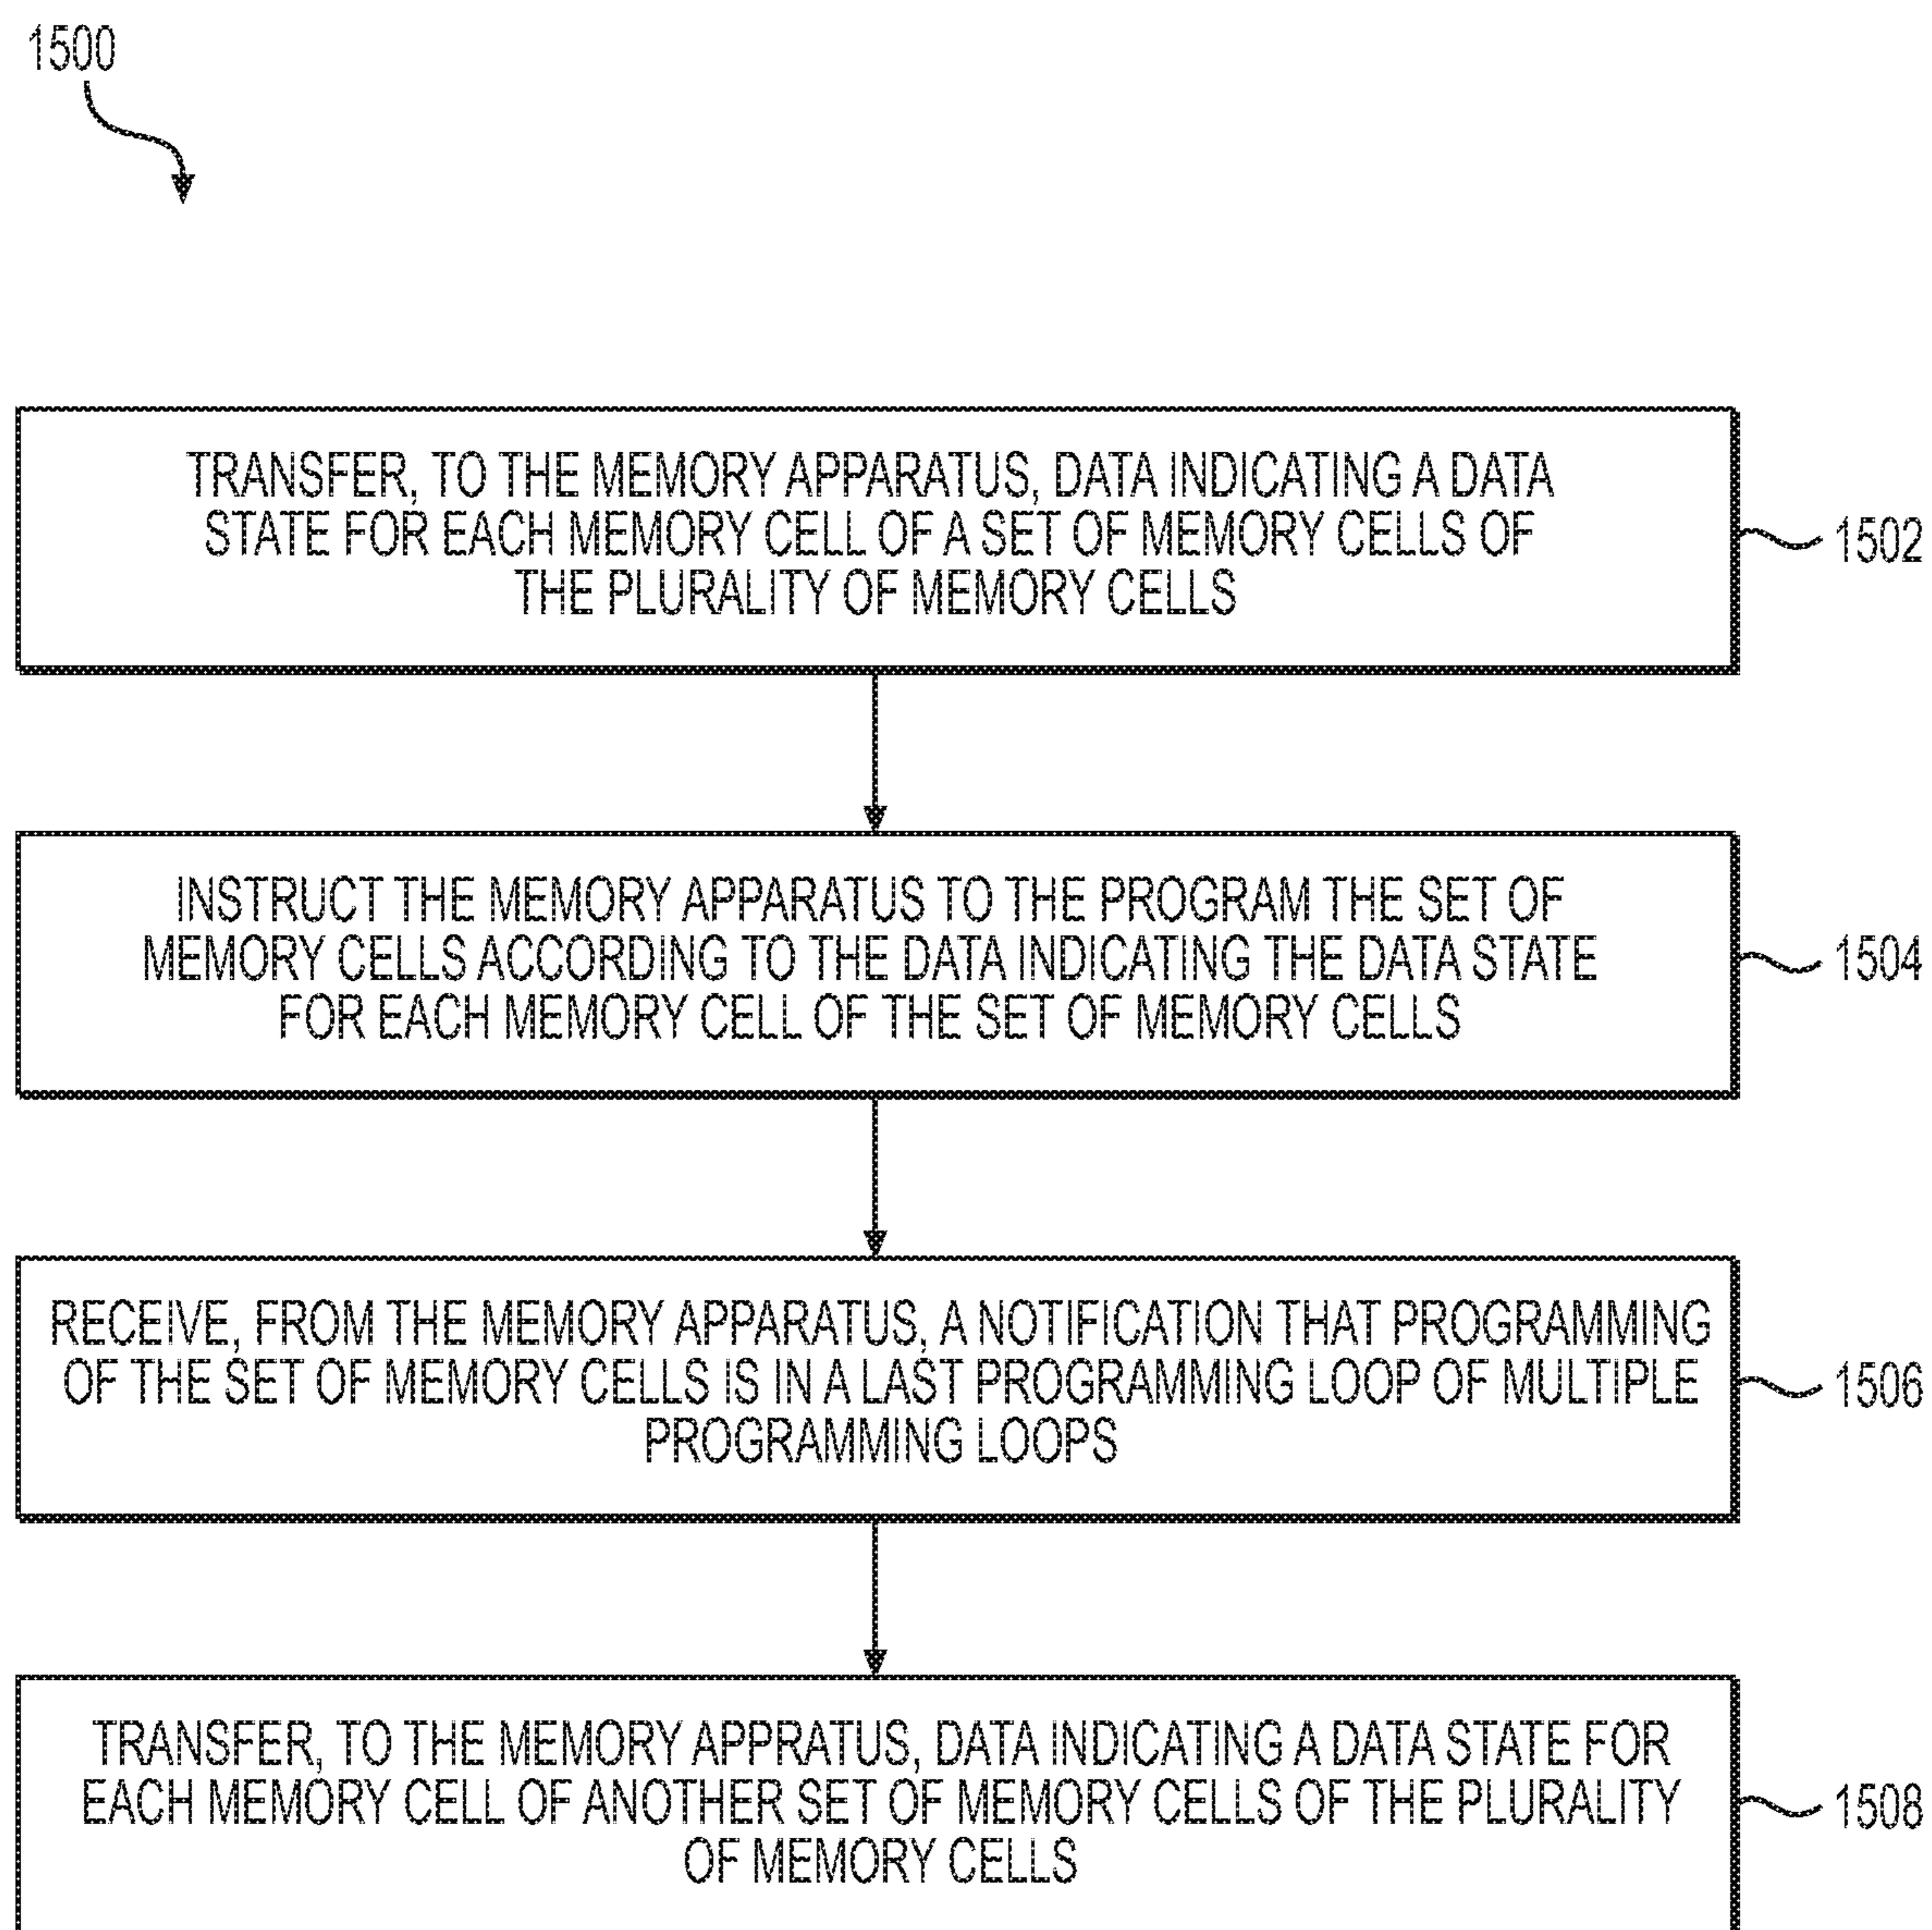 1500
TRANSFER, TO THE MEMORY APPARATUS, DATA INDICATING A DATA
STATE FOR EACH MEMORY CELL OF A SET OF MEMORY CELLS OF
THE PLURALITY OF MEMORY CELLS
1502
INSTRUCT THE MEMORY APPARATUS TO THE PROGRAM THE SET OF
MEMORY CELLS ACCORDING TO THE DATA INDICATING THE DATA STATE
FOR EACH MEMORY CELL OF THE SET OF MEMORY CELLS
1504
RECEIVE, FROM THE MEMORY APPARATUS, A NOTIFICATION THAT PROGRAMMING
OF THE SET OF MEMORY CELLS IS IN A LAST PROGRAMMING LOOP OF MULTIPLE
PROGRAMMING LOOPS
1506
TRANSFER, TO THE MEMORY APPRATUS, DATA INDICATING A DATA STATE FOR
EACH MEMORY CELL OF ANOTHER SET OF MEMORY CELLS OF THE PLURALITY
OF MEMORY CELLS
1508